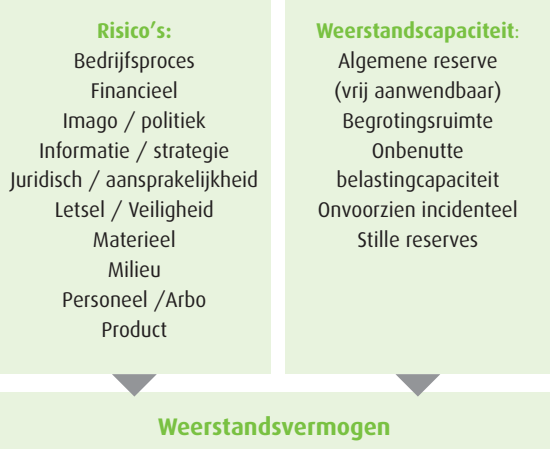 Risico's:
Bedrijfsproces
Financieel
Imago / politiek
Informatie / strategie
Juridisch / aansprakelijkheid
Letsel / Veiligheid
Materieel
Milieu
Personeel /Arbo
Product
Weerstandscapaciteit:
Algemene reserve
(vrij aanwendbaar)
Begrotingsruimte
Onbenutte
belastingcapaciteit
Onvoorzien incidenteel
Stille reserves
Weerstandsvermogen